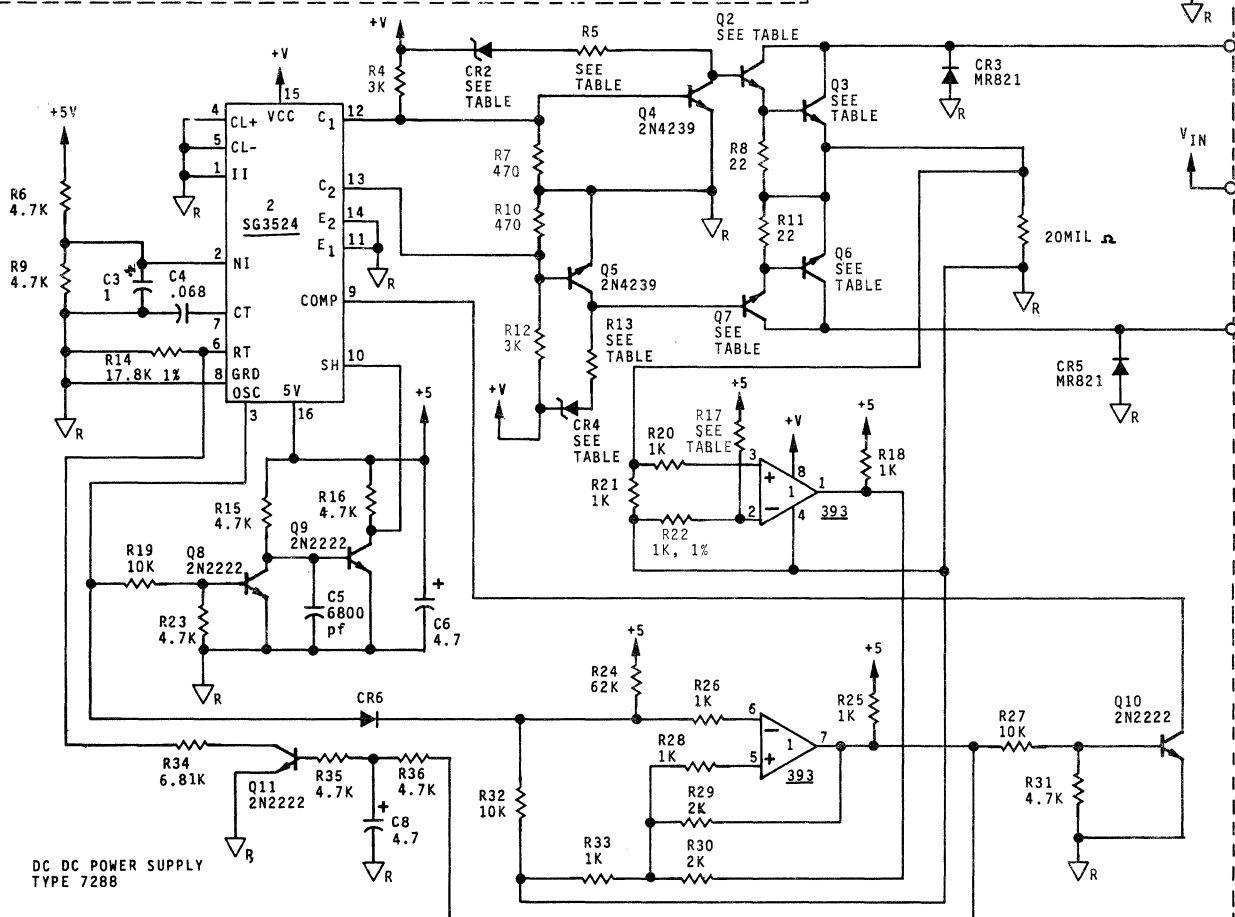 R
Q2
SEE TABLE
+V
R5
SEE
TABLE
R4
3K
CR2
SEE
TABLE
CR3
MR821
R
+V
15
VCC
4
CL+
5
CL-
1
II
R
C1
12
Q4
2N4239
Q3
SEE
TABLE
+5V
R6
4.7K
R9
4.7K
R7
470
R8
22
VIN
C2
13
2
SG3524
E2
14
E1
11
R
R10
470
R
R11
22
20MIL Ω
R
2
NI
C3
1
C4
.068
CT
7
COMP
9
Q5
2N4239
Q6
SEE
TABLE
Q7
SEE
TABLE
R12
3K
R13
SEE
TABLE
6
RT
R14
17.8K 1%
8
GRD
OSC
3
5V
16
SH
10
R
+5
+V
CR4
SEE
TABLE
CR5
MR821
R
+5
R17
SEE
TABLE
+V
+5
R18
1K
R20
1K
R21
1K
R22
1K, 1%
3
+
2
-
8
1
4
1
393
R15
4.7K
R16
4.7K
Q9
2N2222
Q8
2N2222
R19
10K
R23
4.7K
C5
6800
pf
+
C6
4.7
R
+5
R24
62K
R26
1K
+5
R25
1K
CR6
6
-
5
+
1
7
393
R28
1K
R29
2K
R30
2K
R32
10K
R33
1K
R27
10K
Q10
2N2222
R31
4.7K
R
R34
6.81K
Q11
2N2222
R35
4.7K
R36
4.7K
+
C8
4.7
R
R
DC DC POWER SUPPLY
TYPE 7288